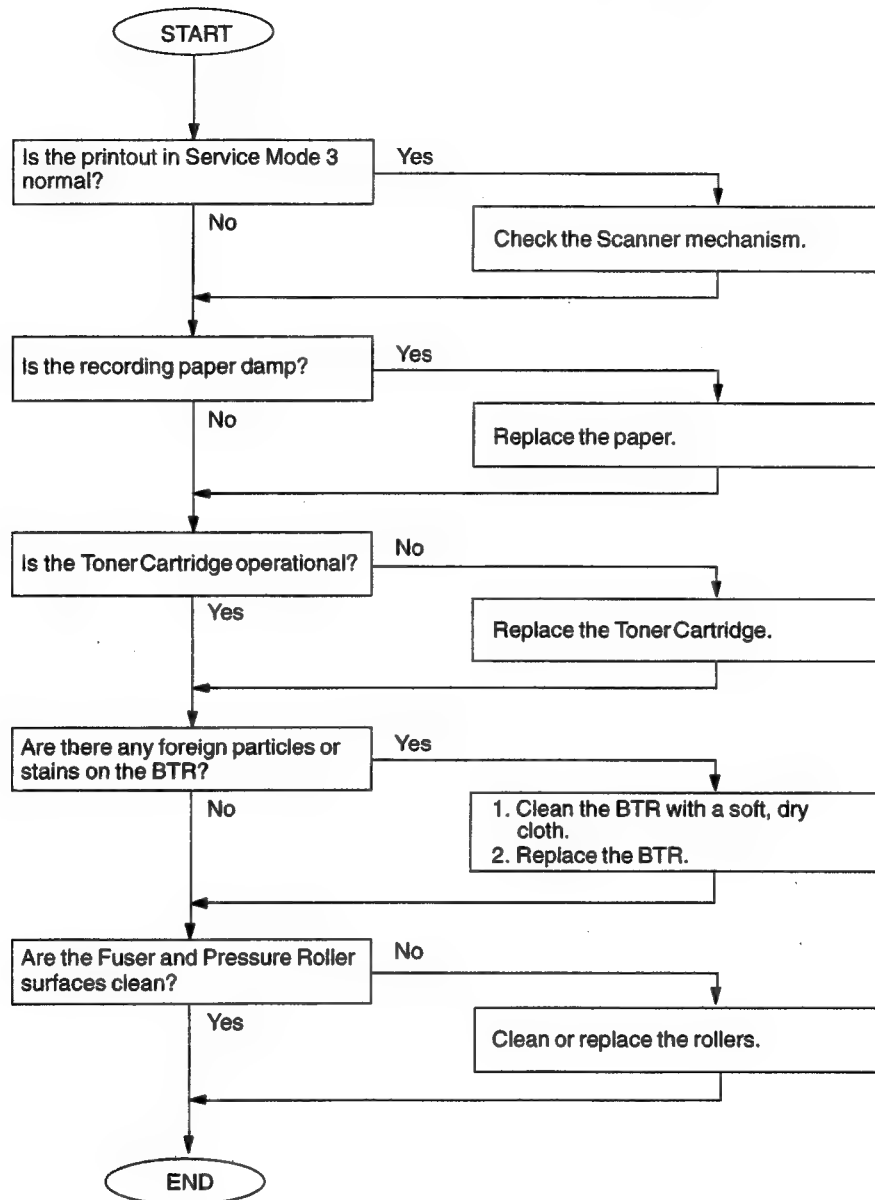 START
Is the printout in Service Mode 3
normal?
Yes
No
Check the Scanner mechanism.
Is the recording paper damp?
Yes
No
Replace the paper.
Is the Toner Cartridge operational?
No
Yes
Replace the Toner Cartridge.
Are there any foreign particles or
stains on the BTR?
Yes
No
1. Clean the BTR with a soft, dry
cloth.
2. Replace the BTR.
Are the Fuser and Pressure Roller
surfaces clean?
No
Yes
Clean or replace the rollers.
END